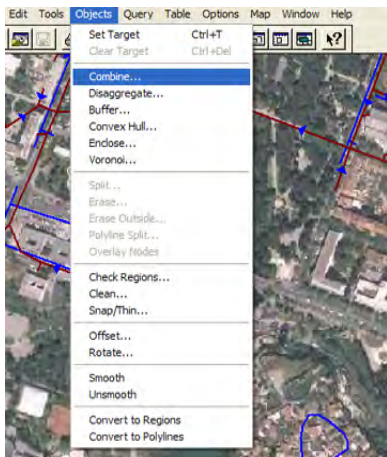 Edit Tools Objects Query Table Options Map Window Help
Set Target Ctrl+T
Clear Target Ctrl+Del
Combine...
Disaggregate...
Buffer...
Convex Hull...
Enclose...
Voronoi...
Split...
Erase...
Erase Outside...
Polyline Split...
Overlay Nodes
Check Regions...
Clean...
Snap/Thin...
Offset...
Rotate...
Smooth
Unsmooth
Convert to Regions
Convert to Polylines